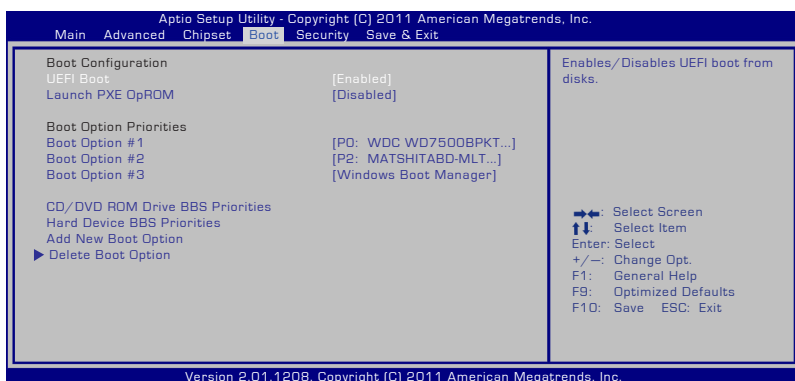 Aptio Setup Utility - Copyright (C) 2011 American Megatrends, Inc.
Main Advanced Chipset Boot Security Save & Exit
Boot Configuration
UEFI Boot [Enabled]
Launch PXE OpROM [Disabled]
Boot Option Priorities
Boot Option #1 [P0: WDC WD7500BPKT...]
Boot Option #2 [P2: MATSHITABD-MLT...]
Boot Option #3 [Windows Boot Manager]
CD/DVD ROM Drive BBS Priorities
Hard Device BBS Priorities
Add New Boot Option
Delete Boot Option
Enables/Disables UEFI boot from
disks.
: Select Screen
: Select Item
Enter: Select
+/—: Change Opt.
F1: General Help
F9: Optimized Defaults
F10: Save ESC: Exit
Version 2.01.1208. Copyright (C) 2011 American Megatrends, Inc.